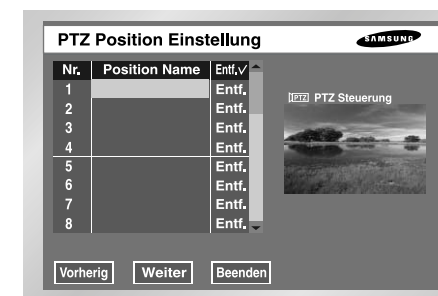 PTZ Position Einstellung
SAMSUNG
Nr. Position Name Entf.✓
1 Entf.
2 Entf.
3 Entf.
4 Entf.
5 Entf.
6 Entf.
7 Entf.
8 Entf.
PTZ PTZ Steuerung
Vorherig Weiter Beenden